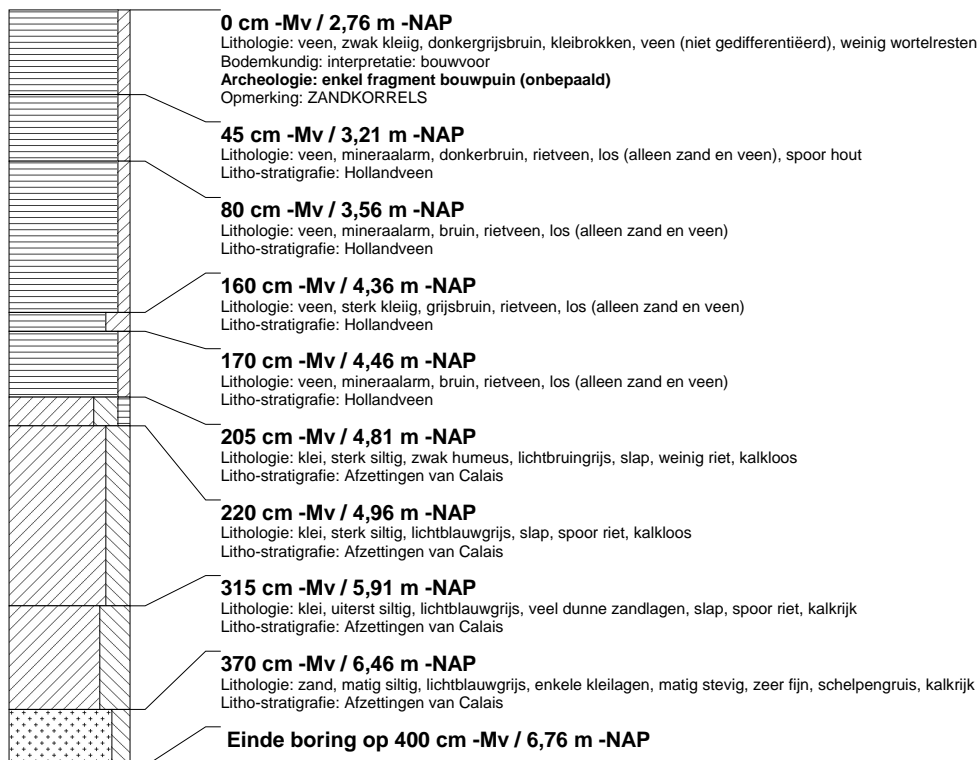 0 cm -Mv / 2,76 m -NAP
Lithologie: veen, zwak kleiig, donkergrijsbruin, kleibrokken, veen (niet gedifferentiëerd), weinig wortelresten
Bodemkundig: interpretatie: bouwvoor
Archeologie: enkel fragment bouwpuin (onbepaald)
Opmerking: ZANDKORRELS
45 cm -Mv / 3,21 m -NAP
Lithologie: veen, mineraalarm, donkerbruin, rietveen, los (alleen zand en veen), spoor hout
Litho-stratigrafie: Hollandveen
80 cm -Mv / 3,56 m -NAP
Lithologie: veen, mineraalarm, bruin, rietveen, los (alleen zand en veen)
Litho-stratigrafie: Hollandveen
160 cm -Mv / 4,36 m -NAP
Lithologie: veen, sterk kleiig, grijsbruin, rietveen, los (alleen zand en veen)
Litho-stratigrafie: Hollandveen
170 cm -Mv / 4,46 m -NAP
Lithologie: veen, mineraalarm, bruin, rietveen, los (alleen zand en veen)
Litho-stratigrafie: Hollandveen
205 cm -Mv / 4,81 m -NAP
Lithologie: klei, sterk siltig, zwak humeus, lichtbruingrijs, slap, weinig riet, kalkloos
Litho-stratigrafie: Afzettingen van Calais
220 cm -Mv / 4,96 m -NAP
Lithologie: klei, sterk siltig, lichtblauwgrijs, slap, spoor riet, kalkloos
Litho-stratigrafie: Afzettingen van Calais
315 cm -Mv / 5,91 m -NAP
Lithologie: klei, uiterst siltig, lichtblauwgrijs, veel dunne zandlagen, slap, spoor riet, kalkrijk
Litho-stratigrafie: Afzettingen van Calais
370 cm -Mv / 6,46 m -NAP
Lithologie: zand, matig siltig, lichtblauwgrijs, enkele kleilagen, matig stevig, zeer fijn, schelpengruis, kalkrijk
Litho-stratigrafie: Afzettingen van Calais
Einde boring op 400 cm -Mv / 6,76 m -NAP